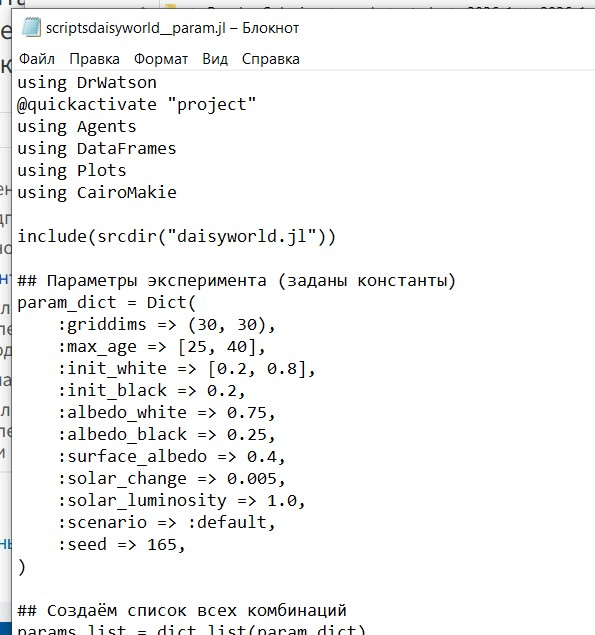 scriptsdaisyworld__param.jl – Блокнот
Файл Правка Формат Вид Справка
using DrWatson
@quickactivate "project"
using Agents
using DataFrames
using Plots
using CairoMakie
include(srcdir("daisyworld.jl"))
## Параметры эксперимента (заданы константы)
param_dict = Dict(
    :griddims => (30, 30),
    :max_age => [25, 40],
    :init_white => [0.2, 0.8],
    :init_black => 0.2,
    :albedo_white => 0.75,
    :albedo_black => 0.25,
    :surface_albedo => 0.4,
    :solar_change => 0.005,
    :solar_luminosity => 1.0,
    :scenario => :default,
    :seed => 165,
)
## Создаём список всех комбинаций
params_list = dict_list(param_dict)